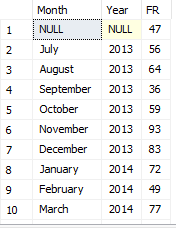 Month Year FR
1 NULL NULL 47
2 July 2013 56
3 August 2013 64
4 September 2013 36
5 October 2013 59
6 November 2013 93
7 December 2013 83
8 January 2014 72
9 February 2014 49
10 March 2014 77